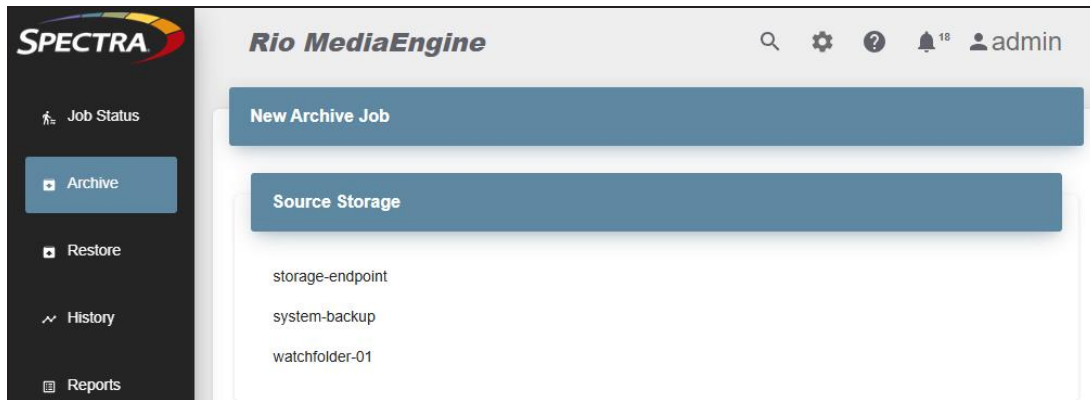 SPECTRA
Rio MediaEngine
18
admin
Job Status
New Archive Job
Archive
Source Storage
Restore
storage-endpoint
History
system-backup
watchfolder-01
Reports